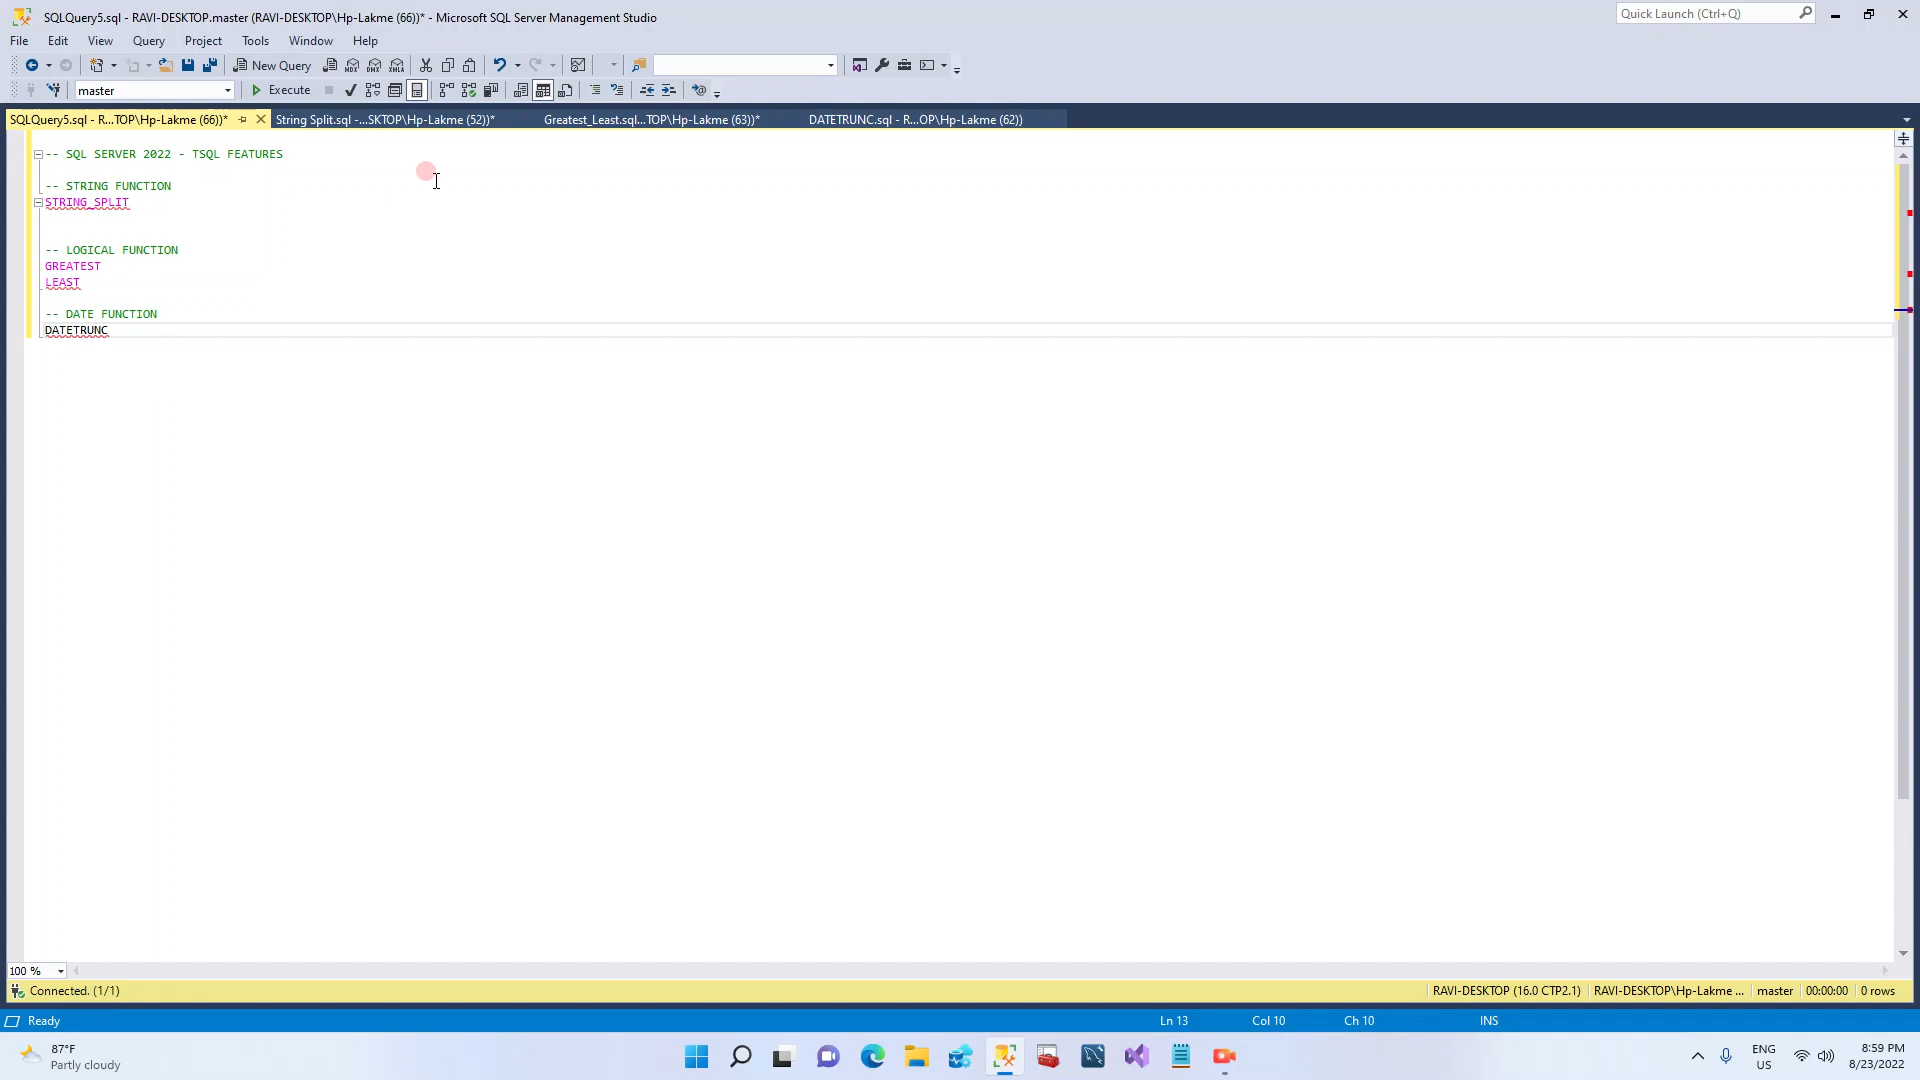 SQLQuery5.sql - RAVI-DESKTOP.master (RAVI-DESKTOP\Hp-Lakme (66))* - Microsoft SQL Server Management Studio
Quick Launch (Ctrl+Q)
File Edit View Query Project Tools Window Help
New Query
MDX DMX XMLA
master Execute
SQLQuery5.sql - R...TOP\Hp-Lakme (66))* String Split.sql -...SKTOP\Hp-Lakme (52))* Greatest_Least.sql...TOP\Hp-Lakme (63))* DATETRUNC.sql - R...OP\Hp-Lakme (62))
-- SQL SERVER 2022 - TSQL FEATURES
-- STRING FUNCTION
STRING_SPLIT
-- LOGICAL FUNCTION
GREATEST
LEAST
-- DATE FUNCTION
DATETRUNC
100 %
Connected. (1/1) RAVI-DESKTOP (16.0 CTP2.1) RAVI-DESKTOP\Hp-Lakme ... master 00:00:00 0 rows
Ready Ln 13 Col 10 Ch 10 INS
87°F
Partly cloudy
ENG
US
8:59 PM
8/23/2022